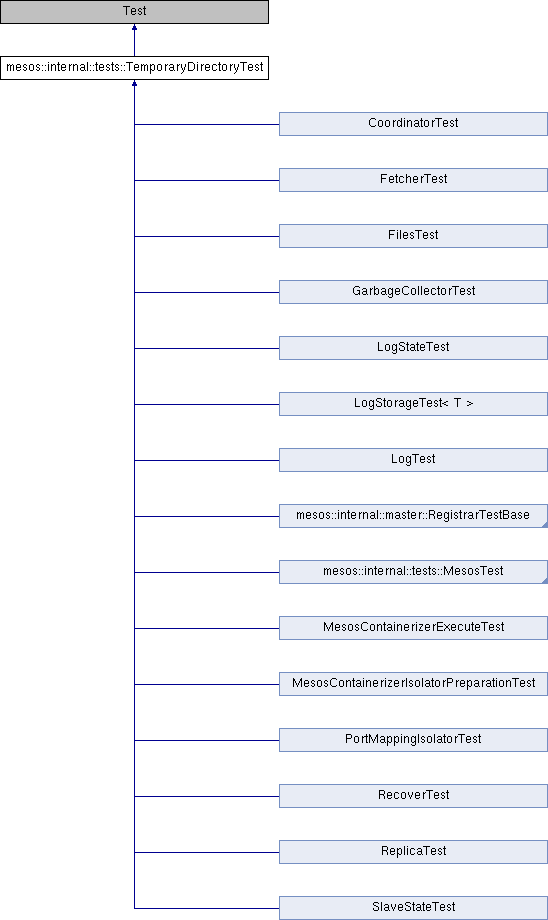 Test
mesos::internal::tests::TemporaryDirectoryTest
CoordinatorTest
FetcherTest
FilesTest
GarbageCollectorTest
LogStateTest
LogStorageTest< T >
LogTest
mesos::internal::master::RegistrarTestBase
mesos::internal::tests::MesosTest
MesosContainerizerExecuteTest
MesosContainerizerIsolatorPreparationTest
PortMappingIsolatorTest
RecoverTest
ReplicaTest
SlaveStateTest